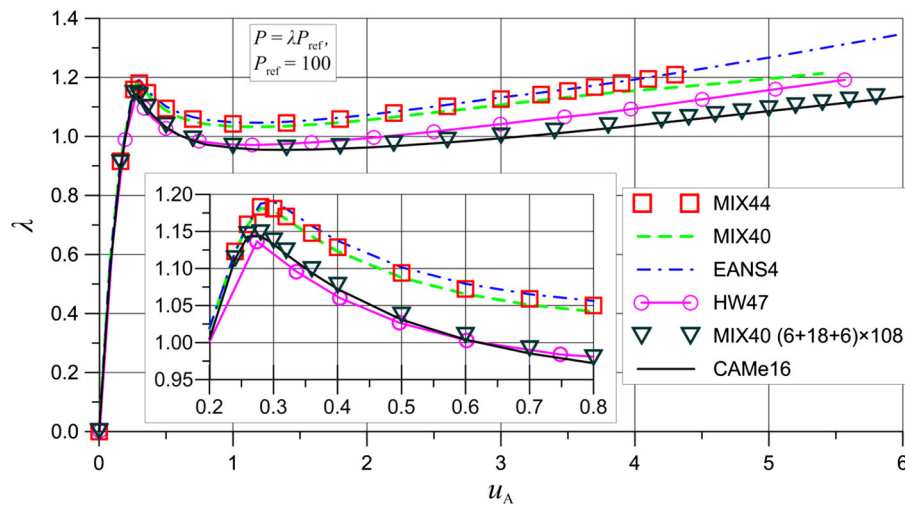 1.4
1.2
1.0
0.8
0.6
0.4
0.2
0.0
λ
P = λP_ref,
P_ref = 100
1.20
1.15
1.10
1.05
1.00
0.95
0.2 0.3 0.4 0.5 0.6 0.7 0.8
MIX44
MIX40
EANS4
HW47
MIX40 (6+18+6)×108
CAMe16
0 1 2 3 4 5 6
u_A